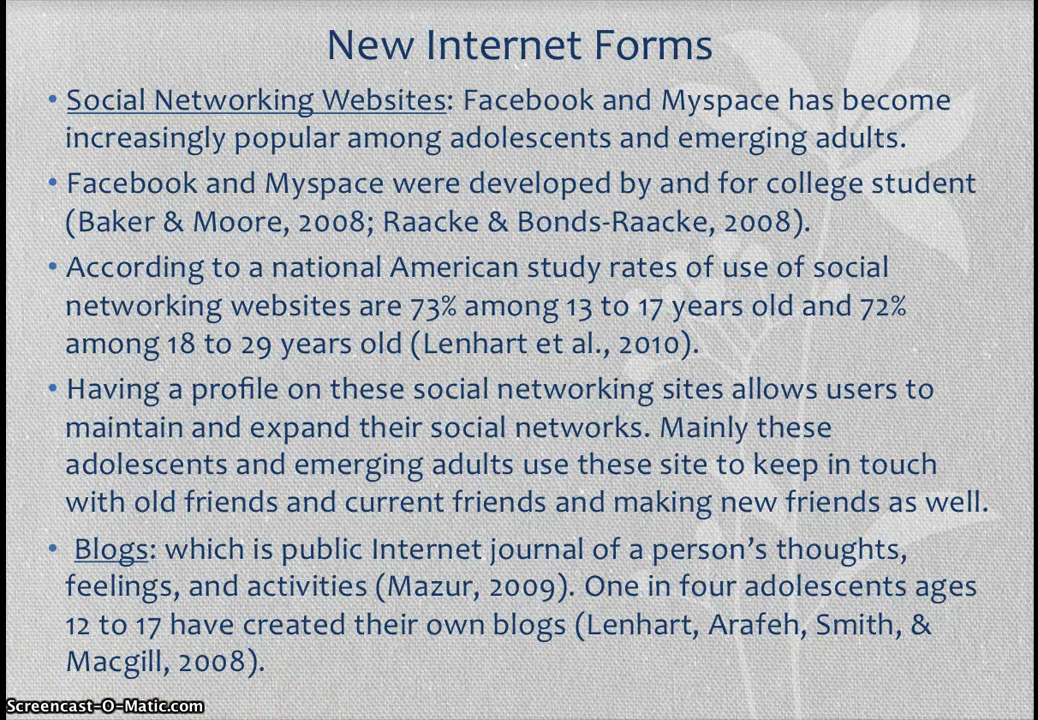 New Internet Forms
• Social Networking Websites: Facebook and Myspace has become
increasingly popular among adolescents and emerging adults.
• Facebook and Myspace were developed by and for college student
(Baker & Moore, 2008; Raacke & Bonds-Raacke, 2008).
• According to a national American study rates of use of social
networking websites are 73% among 13 to 17 years old and 72%
among 18 to 29 years old (Lenhart et al., 2010).
• Having a profile on these social networking sites allows users to
maintain and expand their social networks. Mainly these
adolescents and emerging adults use these site to keep in touch
with old friends and current friends and making new friends as well.
• Blogs: which is public Internet journal of a person’s thoughts,
feelings, and activities (Mazur, 2009). One in four adolescents ages
12 to 17 have created their own blogs (Lenhart, Arafeh, Smith, &
Macgill, 2008).
Screencast-O-Matic.com